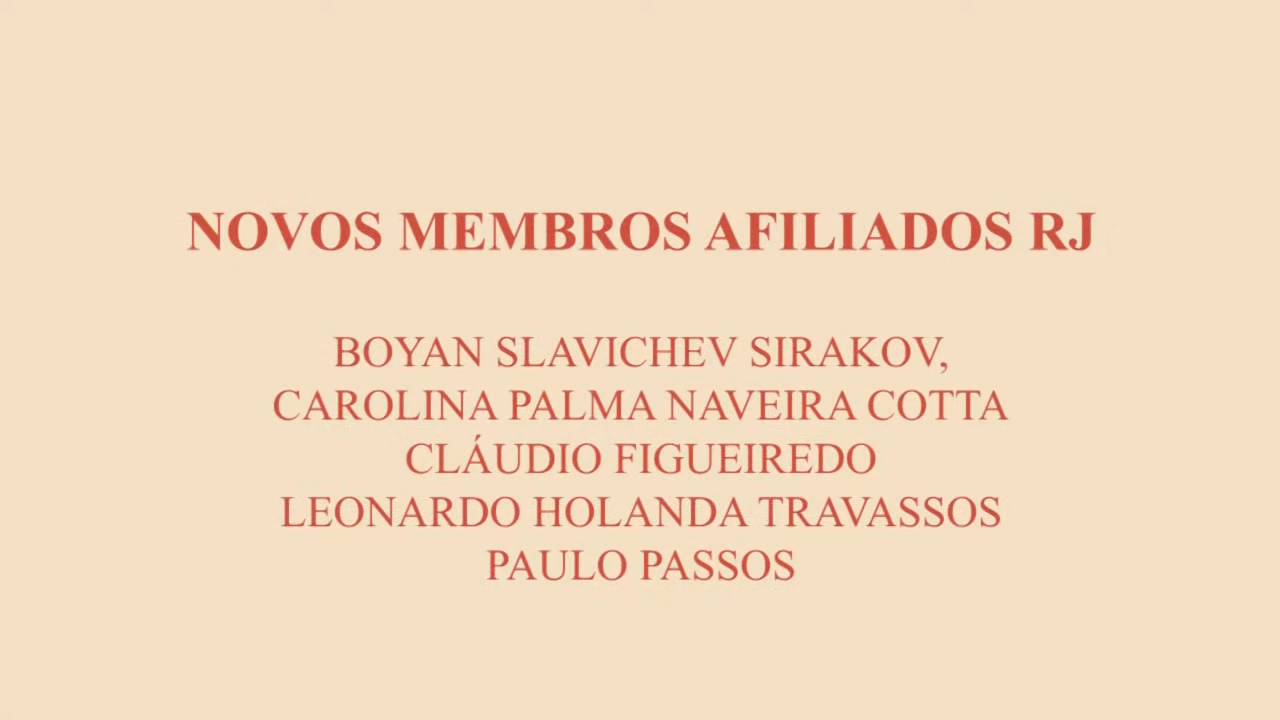 NOVOS MEMBROS AFILIADOS RJ
BOYAN SLAVICHEV SIRAKOV,
CAROLINA PALMA NAVEIRA COTTA
CLÁUDIO FIGUEIREDO
LEONARDO HOLANDA TRAVASSOS
PAULO PASSOS